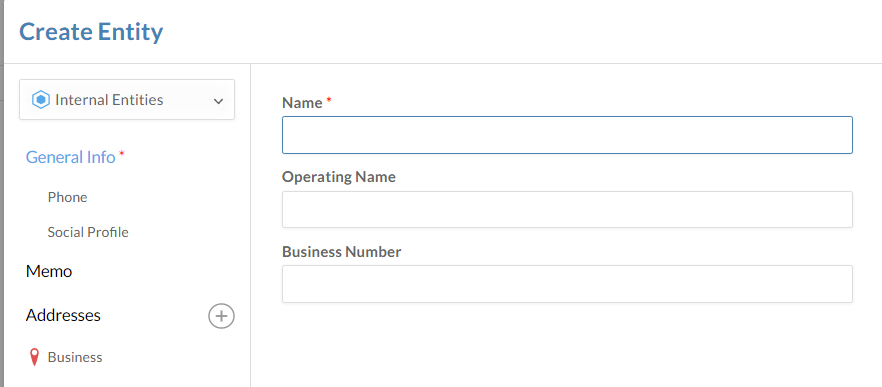 Create Entity
Internal Entities
General Info *
Phone
Social Profile
Memo
Addresses
Business
Name *
Operating Name
Business Number